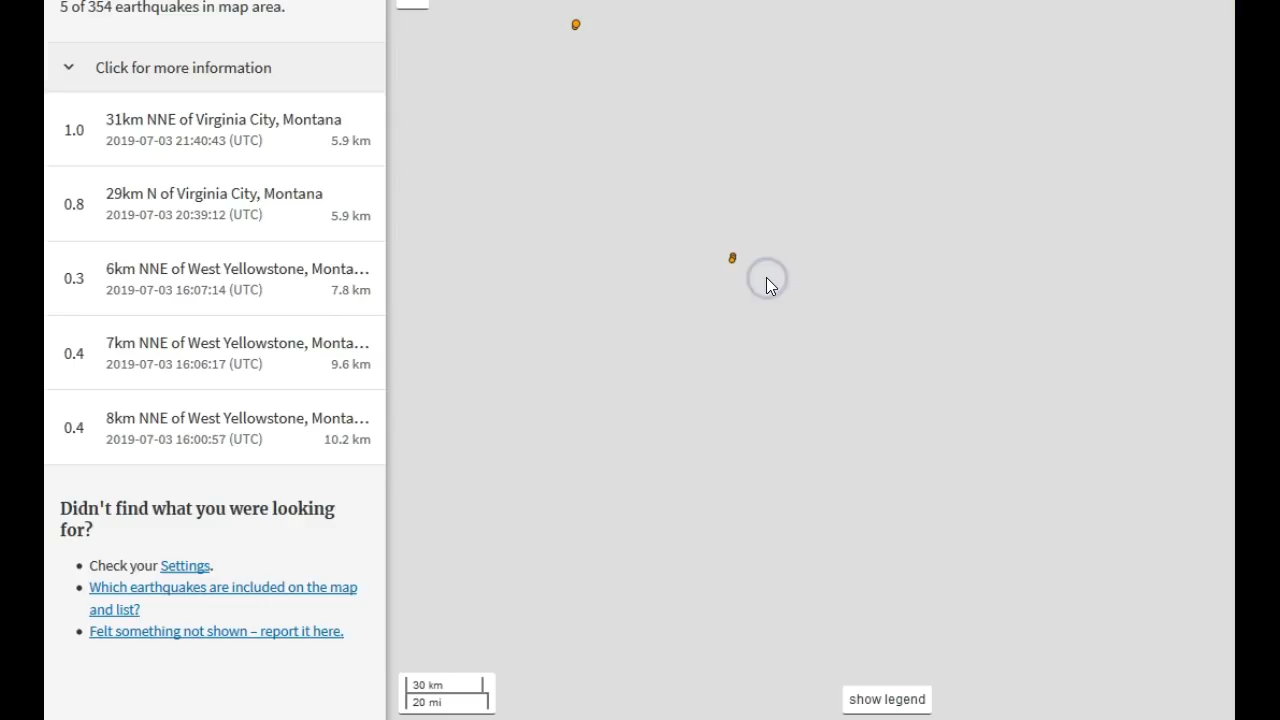 5 of 354 earthquakes in map area.
Click for more information
1.0
31km NNE of Virginia City, Montana
2019-07-03 21:40:43 (UTC)
5.9 km
0.8
29km N of Virginia City, Montana
2019-07-03 20:39:12 (UTC)
5.9 km
0.3
6km NNE of West Yellowstone, Monta...
2019-07-03 16:07:14 (UTC)
7.8 km
0.4
7km NNE of West Yellowstone, Monta...
2019-07-03 16:06:17 (UTC)
9.6 km
0.4
8km NNE of West Yellowstone, Monta...
2019-07-03 16:00:57 (UTC)
10.2 km
Didn't find what you were looking
for?
• Check your Settings.
• Which earthquakes are included on the map
and list?
• Felt something not shown – report it here.
30 km
20 mi
show legend